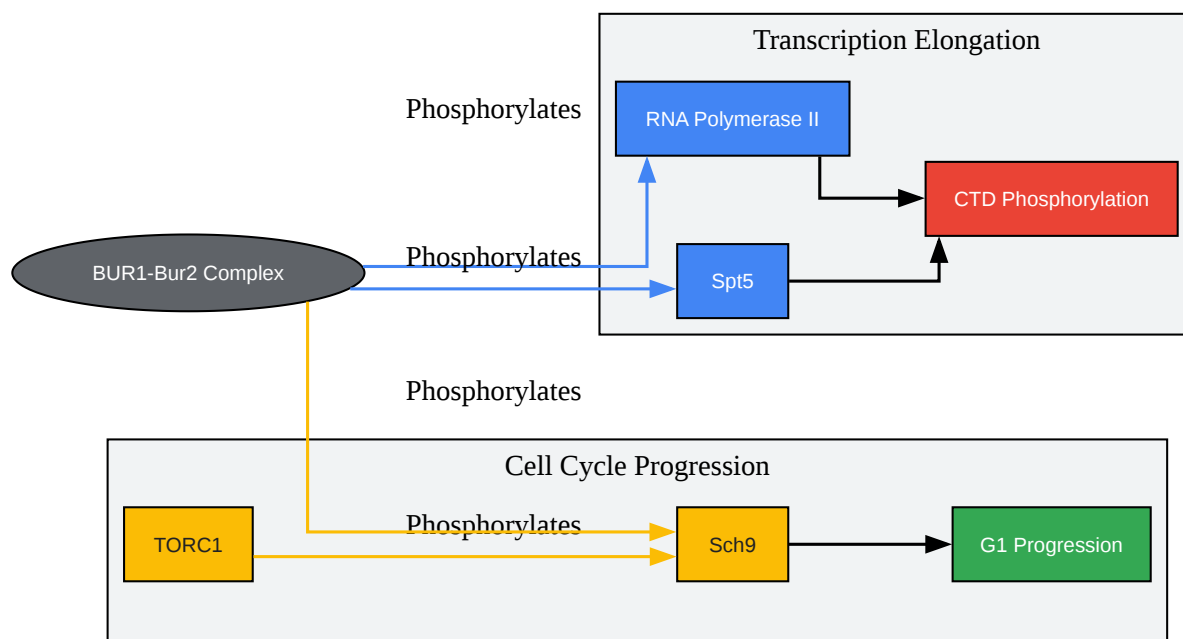 Transcription Elongation
Phosphorylates
RNA Polymerase II
CTD Phosphorylation
BUR1-Bur2 Complex
Phosphorylates
Spt5
Phosphorylates
Cell Cycle Progression
TORC1
Phosphorylates
Sch9
G1 Progression